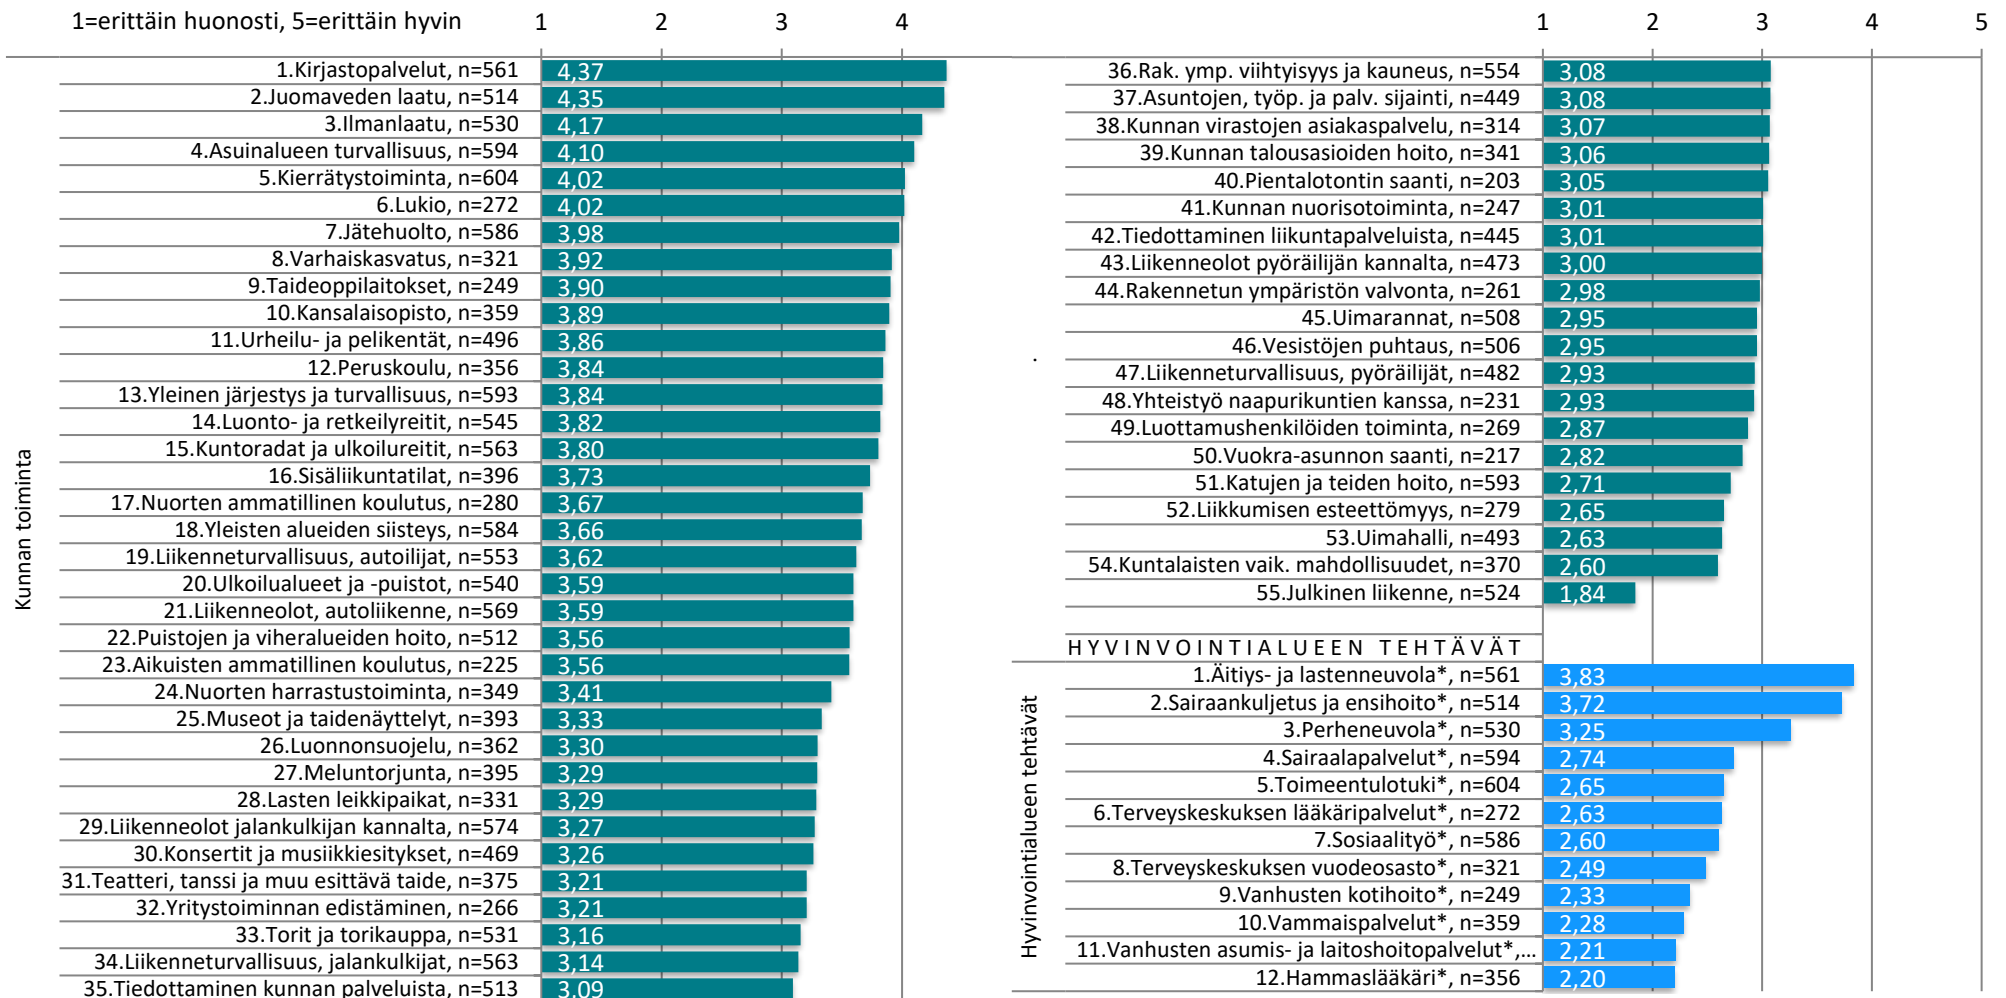 1=erittäin huonosti, 5=erittäin hyvin
1 2 3 4
Kunnan toiminta
1.Kirjastopalvelut, n=561 4,37
2.Juomaveden laatu, n=514 4,35
3.Ilmanlaatu, n=530 4,17
4.Asuinalueen turvallisuus, n=594 4,10
5.Kierrätystoiminta, n=604 4,02
6.Lukio, n=272 4,02
7.Jätehuolto, n=586 3,98
8.Varhaiskasvatus, n=321 3,92
9.Taideoppilaitokset, n=249 3,90
10.Kansalaisopisto, n=359 3,89
11.Urheilu- ja pelikentät, n=496 3,86
12.Peruskoulu, n=356 3,84
13.Yleinen järjestys ja turvallisuus, n=593 3,84
14.Luonto- ja retkeilyreitit, n=545 3,82
15.Kuntoradat ja ulkoilureitit, n=563 3,80
16.Sisäliikuntatilat, n=396 3,73
17.Nuorten ammatillinen koulutus, n=280 3,67
18.Yleisten alueiden siisteys, n=584 3,66
19.Liikenneturvallisuus, autoilijat, n=553 3,62
20.Ulkoilualueet ja -puistot, n=540 3,59
21.Liikenneolot, autoliikenne, n=569 3,59
22.Puistojen ja viheralueiden hoito, n=512 3,56
23.Aikuisten ammatillinen koulutus, n=225 3,56
24.Nuorten harrastustoiminta, n=349 3,41
25.Museot ja taidenäyttelyt, n=393 3,33
26.Luonnonsuojelu, n=362 3,30
27.Meluntorjunta, n=395 3,29
28.Lasten leikkipaikat, n=331 3,29
29.Liikenneolot jalankulkijan kannalta, n=574 3,27
30.Konsertit ja musiikkiesitykset, n=469 3,26
31.Teatteri, tanssi ja muu esittävä taide, n=375 3,21
32.Yritystoiminnan edistäminen, n=266 3,21
33.Torit ja torikauppa, n=531 3,16
34.Liikenneturvallisuus, jalankulkijat, n=563 3,14
35.Tiedottaminen kunnan palveluista, n=513 3,09
1 2 3 4 5
36.Rak. ymp. viihtyisyys ja kauneus, n=554 3,08
37.Asuntojen, työp. ja palv. sijainti, n=449 3,08
38.Kunnan virastojen asiakaspalvelu, n=314 3,07
39.Kunnan talousasioiden hoito, n=341 3,06
40.Pientalotontin saanti, n=203 3,05
41.Kunnan nuorisotoiminta, n=247 3,01
42.Tiedottaminen liikuntapalveluista, n=445 3,01
43.Liikenneolot pyöräilijän kannalta, n=473 3,00
44.Rakennetun ympäristön valvonta, n=261 2,98
45.Uimarannat, n=508 2,95
46.Vesistöjen puhtaus, n=506 2,95
.
47.Liikenneturvallisuus, pyöräilijät, n=482 2,93
48.Yhteistyö naapurikuntien kanssa, n=231 2,93
49.Luottamushenkilöiden toiminta, n=269 2,87
50.Vuokra-asunnon saanti, n=217 2,82
51.Katujen ja teiden hoito, n=593 2,71
52.Liikkumisen esteettömyys, n=279 2,65
53.Uimahalli, n=493 2,63
54.Kuntalaisten vaik. mahdollisuudet, n=370 2,60
55.Julkinen liikenne, n=524 1,84
HYVINVOINTIALUEEN TEHTÄVÄT
Hyvinvointialueen tehtävät
1.Äitiys- ja lastenneuvola*, n=561 3,83
2.Sairaankuljetus ja ensihoito*, n=514 3,72
3.Perheneuvola*, n=530 3,25
4.Sairaalapalvelut*, n=594 2,74
5.Toimeentulotuki*, n=604 2,65
6.Terveyskeskuksen lääkäripalvelut*, n=272 2,63
7.Sosiaalityö*, n=586 2,60
8.Terveyskeskuksen vuodeosasto*, n=321 2,49
9.Vanhusten kotihoito*, n=249 2,33
10.Vammaispalvelut*, n=359 2,28
11.Vanhusten asumis- ja laitoshoitopalvelut*,... 2,21
12.Hammaslääkäri*, n=356 2,20